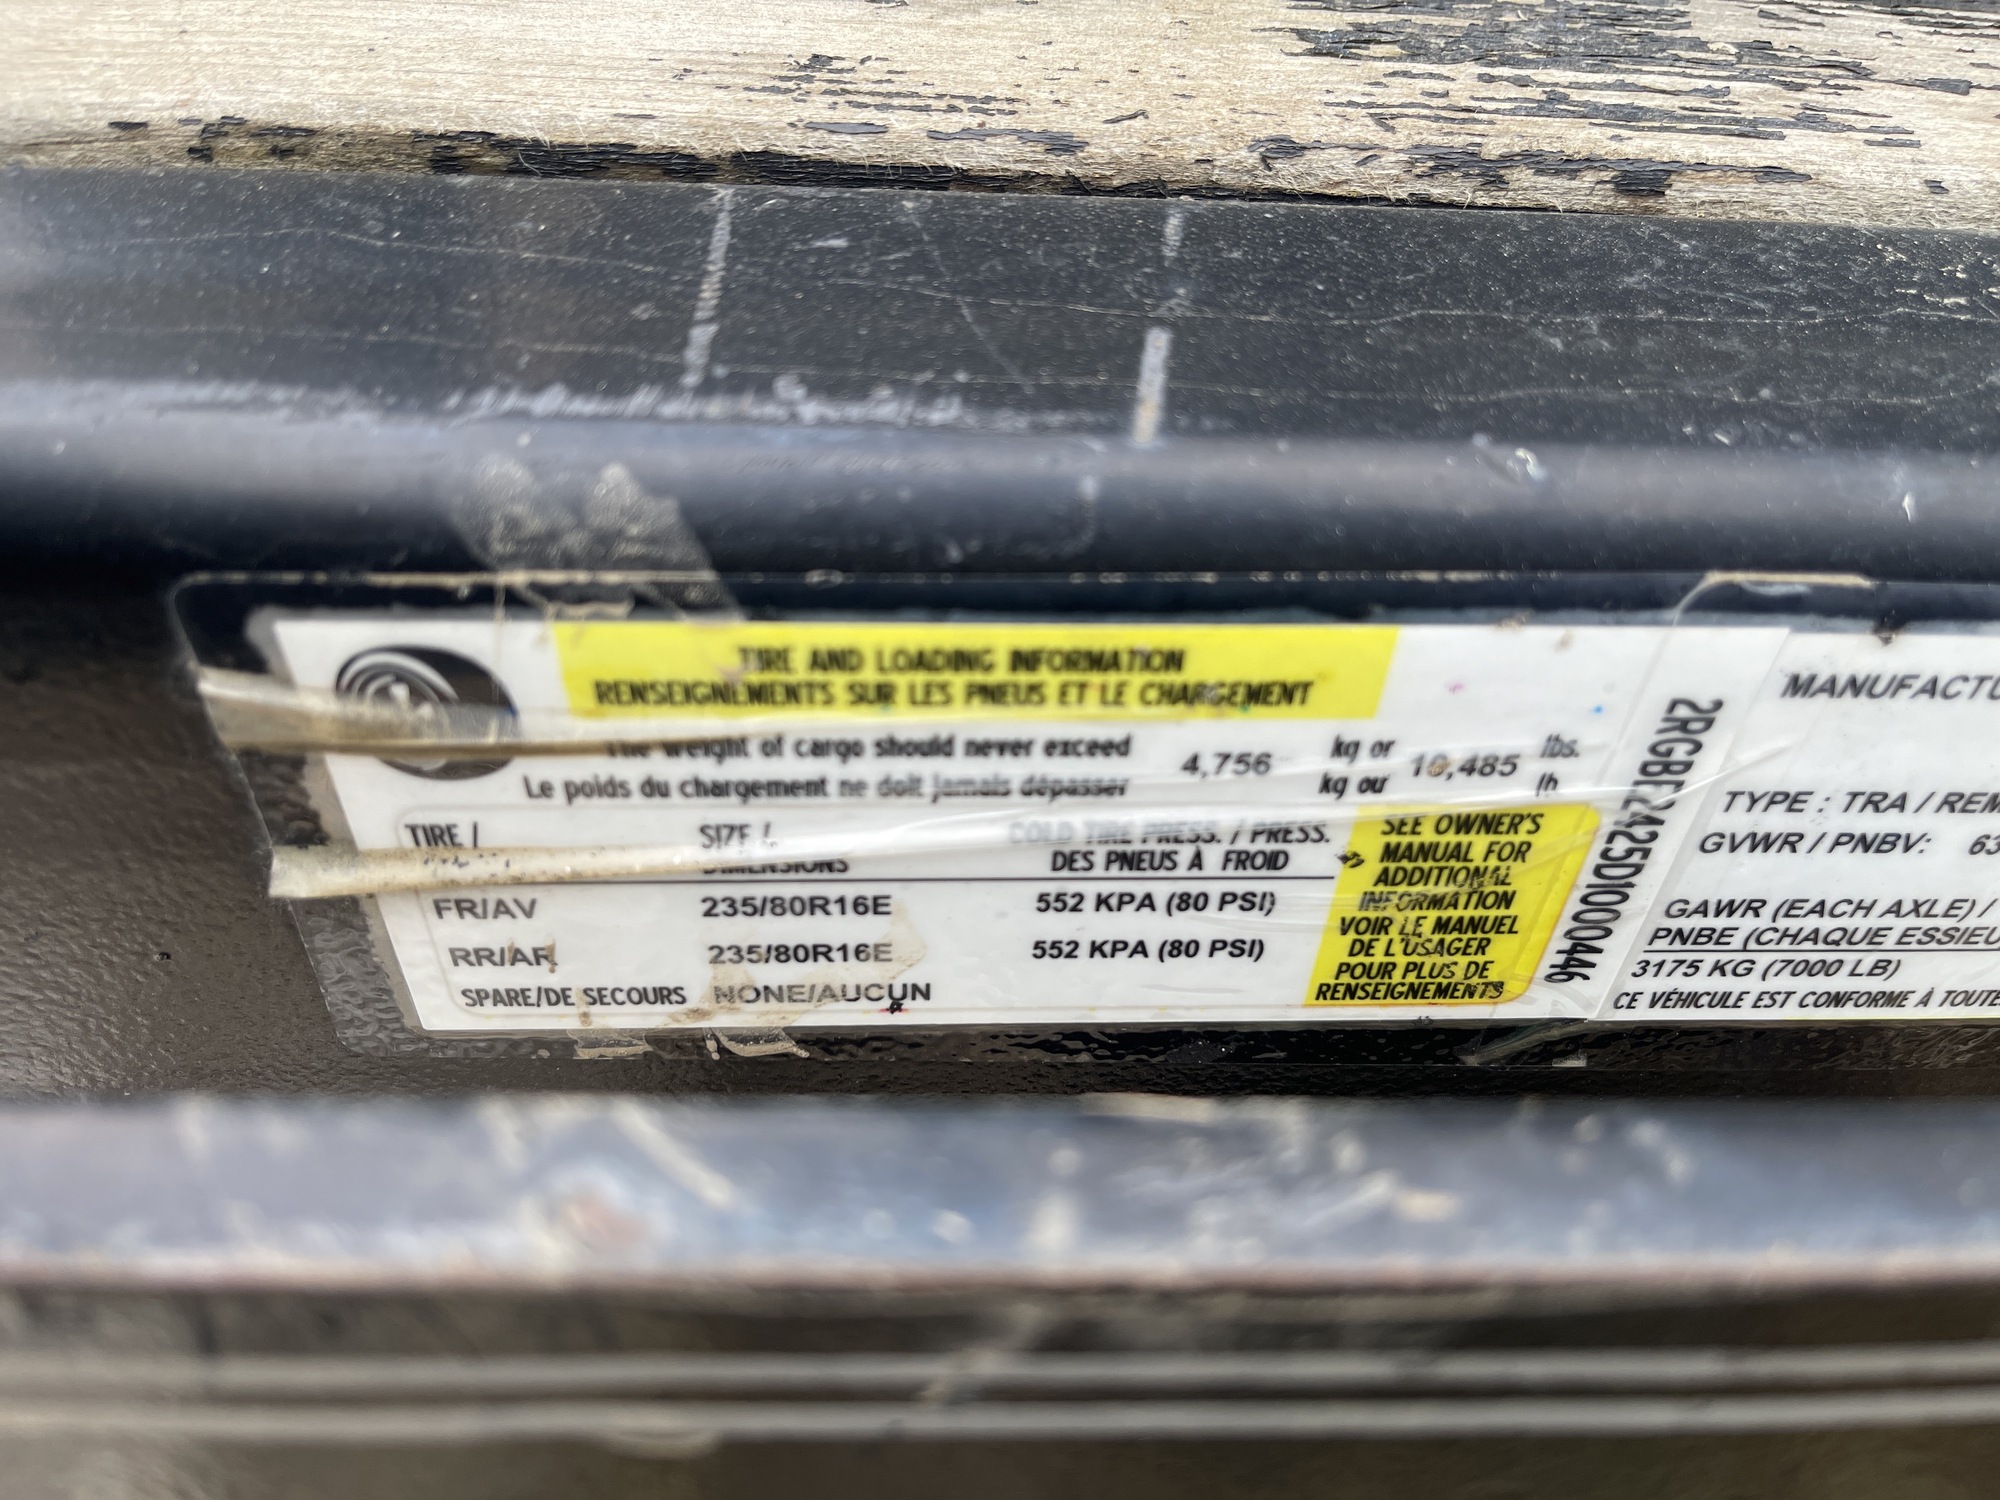 TIRE AND LOADING INFORMATION
RENSEIGNEMENTS SUR LES PNEUS ET LE CHARGEMENT
The weight of cargo should never exceed 4,756 kg or 10,485 lbs.
Le poids du chargement ne doit jamais dépasser kg ou lb
TIRE / SIZE / COLD TIRE PRESS. / PRESS.
DIMENSIONS DES PNEUS À FROID
FR/AV 235/80R16E 552 KPA (80 PSI)
RR/AR 235/80R16E 552 KPA (80 PSI)
SPARE/DE SECOURS NONE/AUCUN
SEE OWNER'S
MANUAL FOR
ADDITIONAL
INFORMATION
VOIR LE MANUEL
DE L'USAGER
POUR PLUS DE
RENSEIGNEMENTS
MANUFACTU
TYPE : TRA / REM
GVWR / PNBV: 63
GAWR (EACH AXLE) /
PNBE (CHAQUE ESSIEU
3175 KG (7000 LB)
CE VÉHICULE EST CONFORME À TOUTE